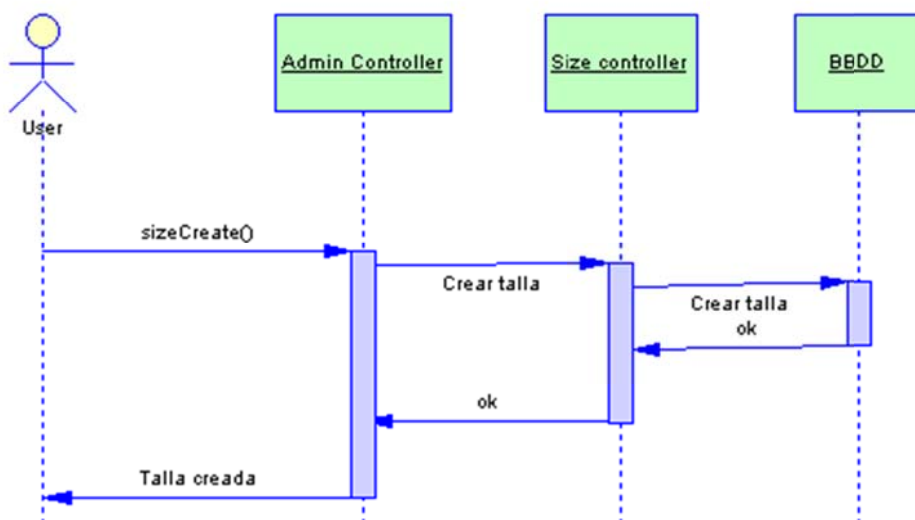 Admin Controller
Size controller
BBDD
User
sizeCreate()
Crear talla
Crear talla
ok
ok
Talla creada